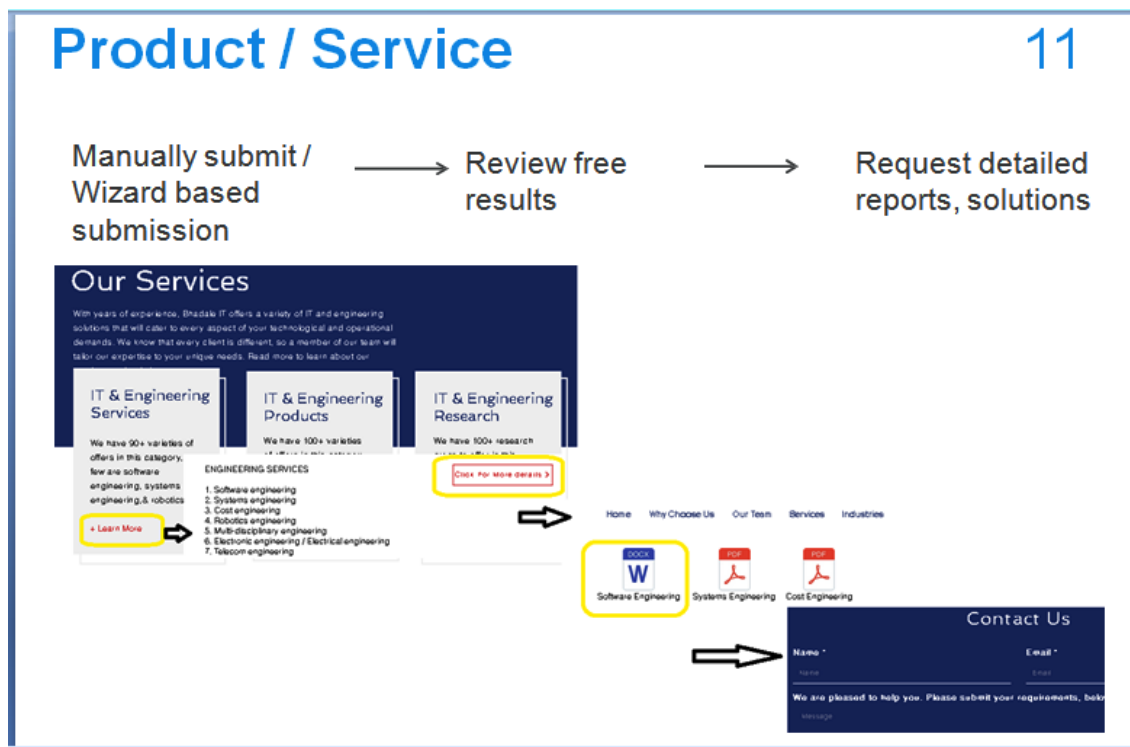 Product / Service
11
Manually submit /
Wizard based
submission
Review free
results
Request detailed
reports, solutions
Our Services
With years of experience, Bhadale IT offers a variety of IT and engineering
solutions that will cater to every aspect of your technological and operational
demands. We know that every client is different, so a member of our team will
tailor our expertise to your unique needs. Read more to learn about our
IT & Engineering
Services
We have 90+ varieties of
offers in this category,
few are software
engineering, systems
engineering,& robotics
+ Learn More
IT & Engineering
Products
We have 100+ varieties
IT & Engineering
Research
We have 100+ research
Click For More details >
ENGINEERING SERVICES
1. Software engineering
2. Systems engineering
3. Cost engineering
4. Robotics engineering
5. Multi-disciplinary engineering
6. Electronic engineering / Electrical engineering
7. Telecom engineering
Home Why Choose Us Our Team Services Industries
DOCX
W
Software Engineering
PDF
Systems Engineering
PDF
Cost Engineering
Contact Us
Name *
Name
Email *
Email
We are pleased to help you. Please submit your requirements, belo
Message